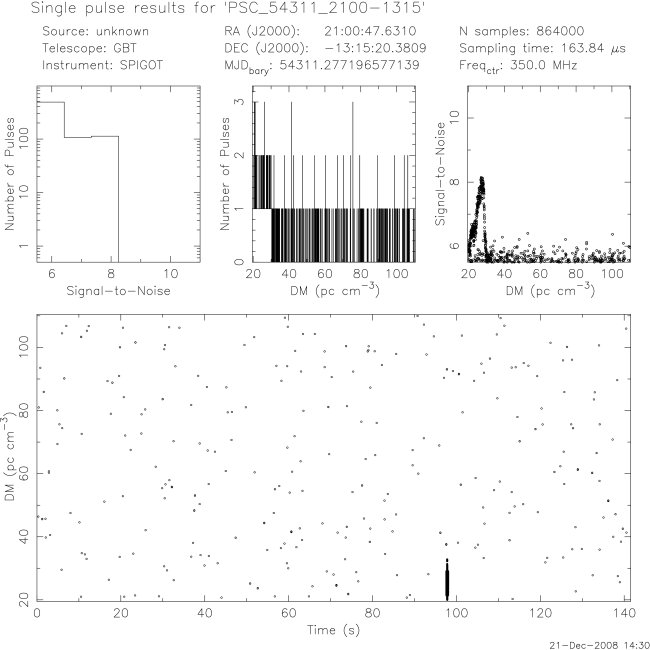 Single pulse results for 'PSC_54311_2100-1315'
Source: unknown RA (J2000): 21:00:47.6310 N samples: 864000
Telescope: GBT DEC (J2000): -13:15:20.3809 Sampling time: 163.84 μs
Instrument: SPIGOT MJD_bary: 54311.277196577139 Freq_ctr: 350.0 MHz
Number of Pulses
1 10 100
6 8 10
Signal-to-Noise
Number of Pulses
0 1 2 3
20 40 60 80 100
DM (pc cm^-3)
Signal-to-Noise
6 8 10
20 40 60 80 100
DM (pc cm^-3)
DM (pc cm^-3)
20 40 60 80 100
0 20 40 60 80 100 120 140
Time (s)
21-Dec-2008 14:30